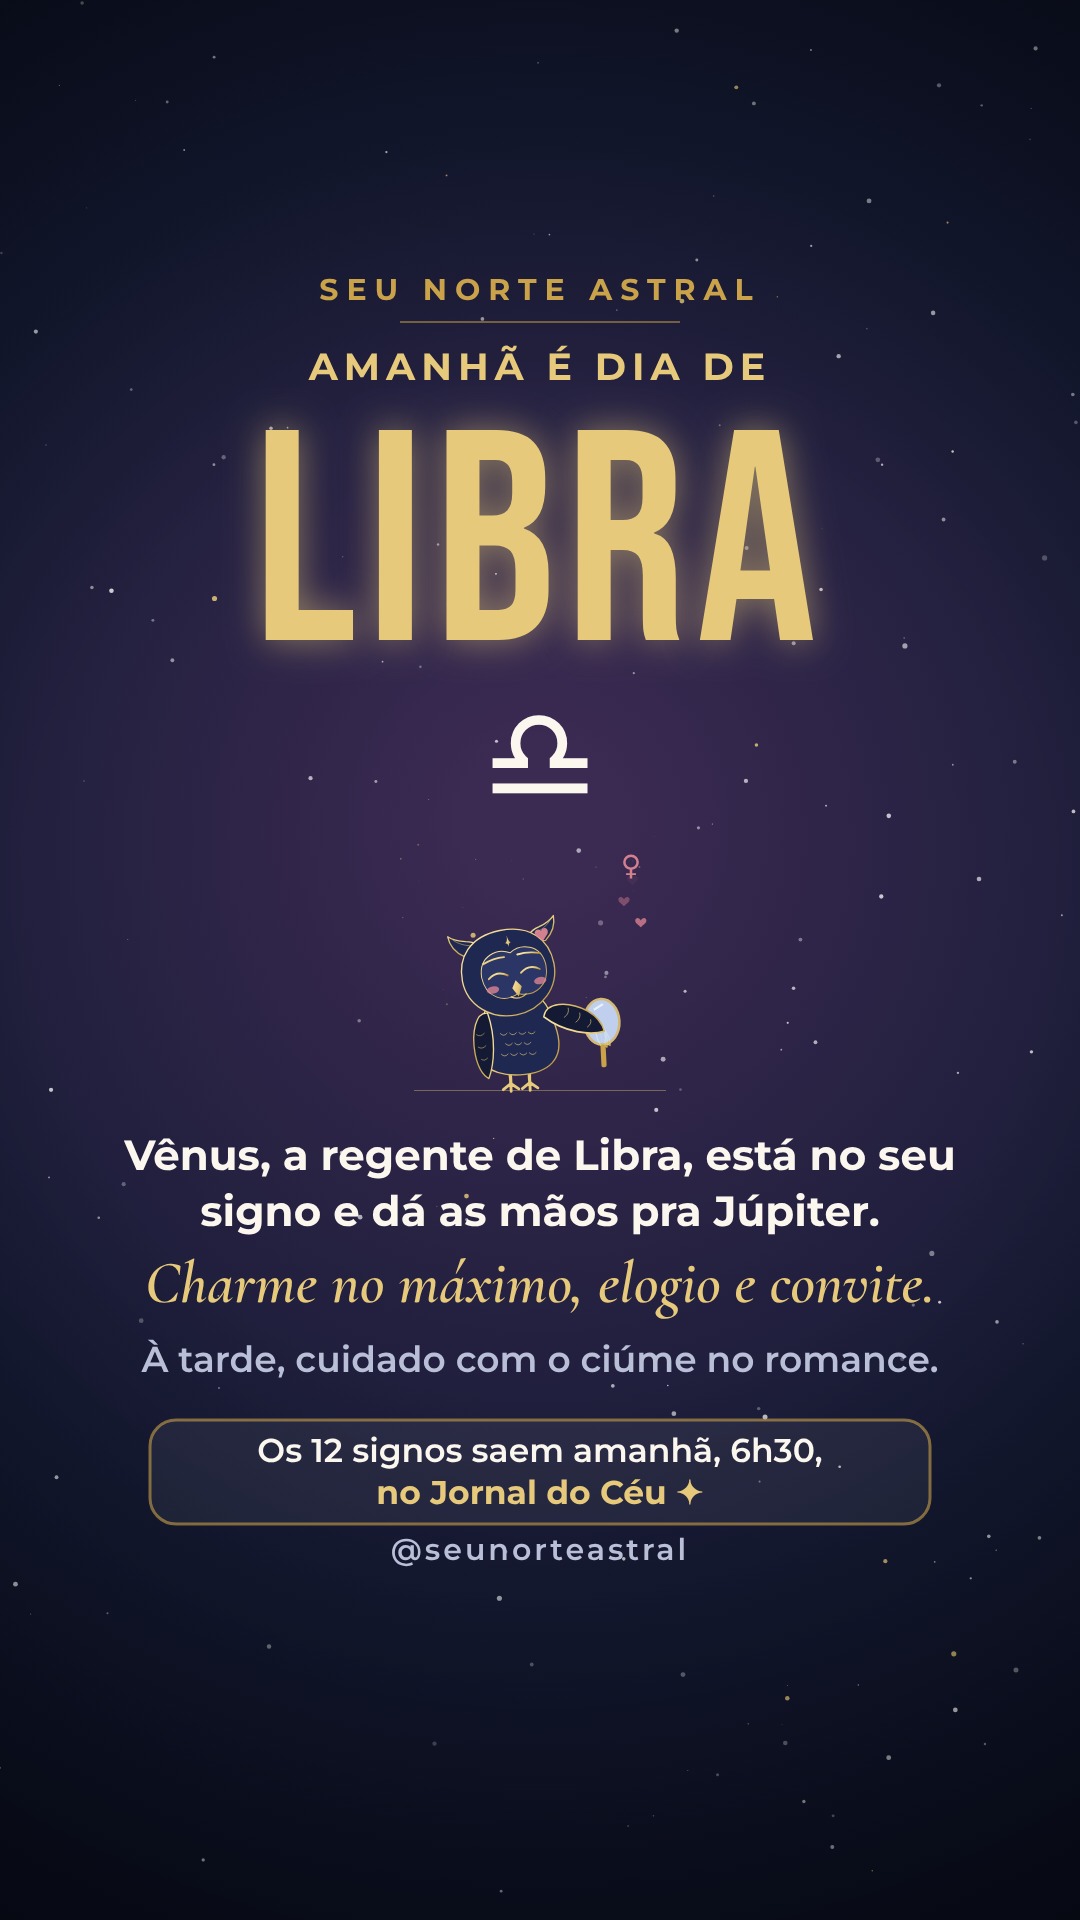 SEU NORTE ASTRAL
AMANHÃ É DIA DE
LIBRA
♎
♀
Vênus, a regente de Libra, está no seu
signo e dá as mãos pra Júpiter.
Charme no máximo, elogio e convite.
À tarde, cuidado com o ciúme no romance.
Os 12 signos saem amanhã, 6h30,
no Jornal do Céu ✦
@seunorteastral